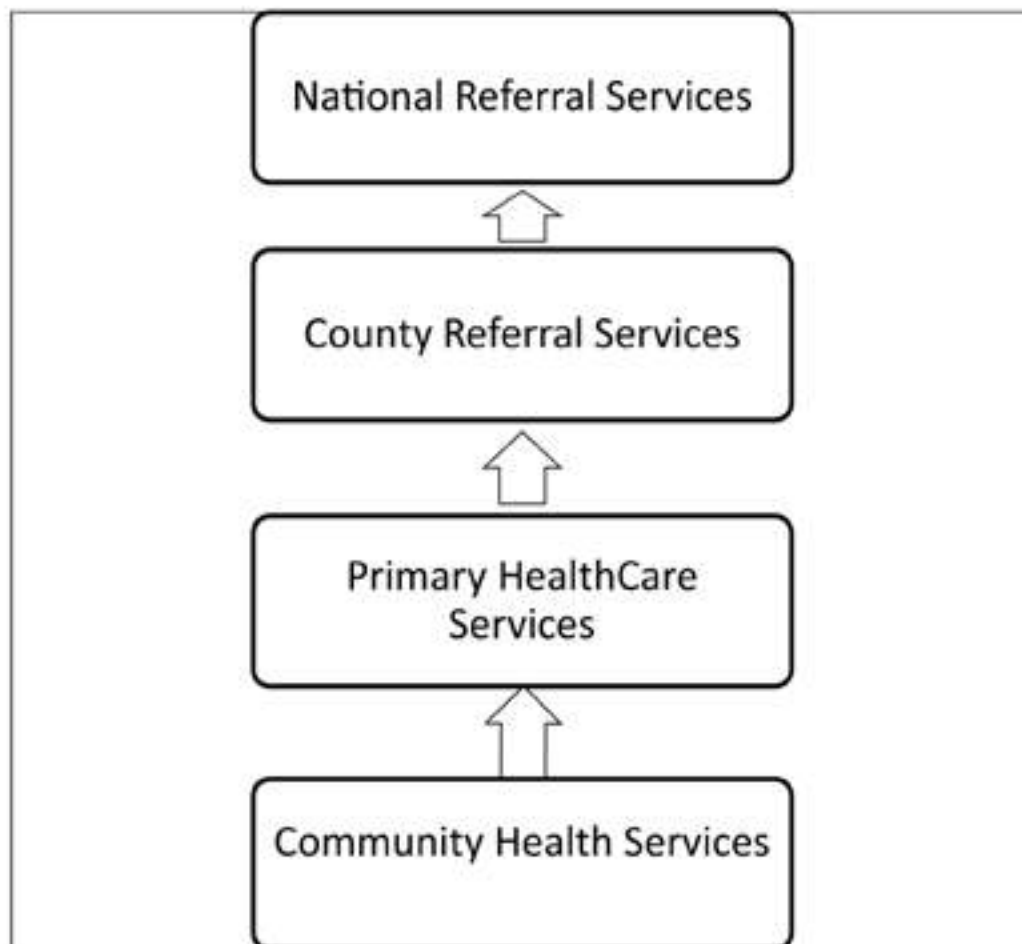 National Referral Services
County Referral Services
Primary HealthCare
Services
Community Health Services